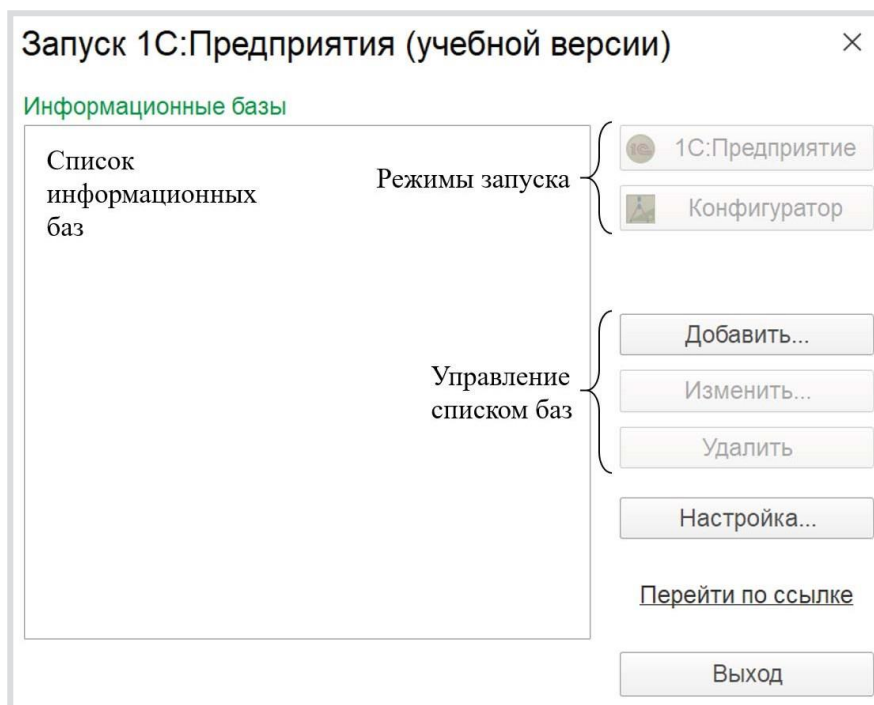 Запуск 1С:Предприятия (учебной версии)
Информационные базы
Список
информационных
баз
Режимы запуска
1С:Предприятие
Конфигуратор
Добавить...
Управление
списком баз
Изменить...
Удалить
Настройка...
Перейти по ссылке
Выход